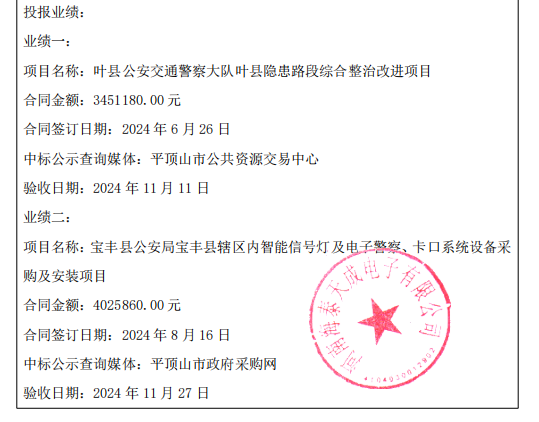 投报业绩：
业绩一：
项目名称：叶县公安交通警察大队叶县隐患路段综合整治改进项目
合同金额：3451180.00 元
合同签订日期：2024 年 6 月 26 日
中标公示查询媒体：平顶山市公共资源交易中心
验收日期：2024 年 11 月 11 日
业绩二：
项目名称：宝丰县公安局宝丰县辖区内智能信号灯及电子警察、卡口系统设备采
购及安装项目
合同金额：4025860.00 元
合同签订日期：2024 年 8 月 16 日
中标公示查询媒体：平顶山市政府采购网
验收日期：2024 年 11 月 27 日
泰天成电子有限公司